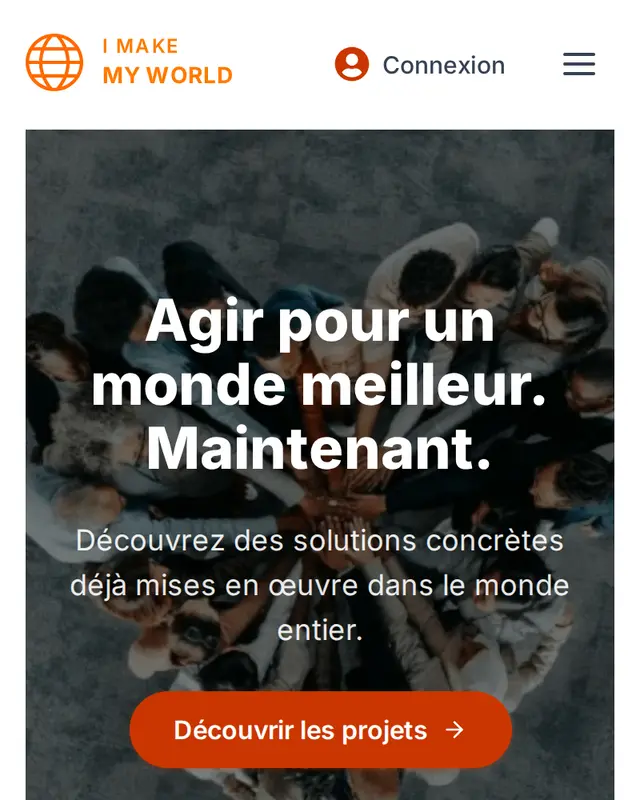 I MAKE
MY WORLD
Connexion
Agir pour un
monde meilleur.
Maintenant.
Découvrez des solutions concrètes
déjà mises en œuvre dans le monde
entier.
Découvrir les projets